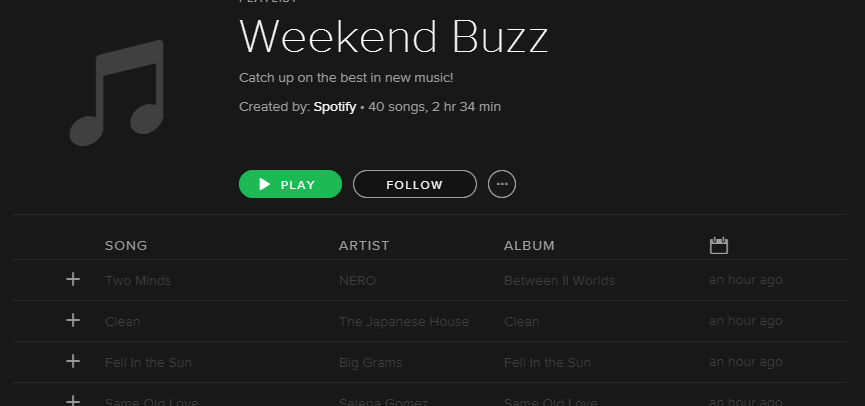 PLAYLIST
Weekend Buzz
Catch up on the best in new music!
Created by: Spotify • 40 songs, 2 hr 34 min
PLAY FOLLOW
SONG ARTIST ALBUM
Two Minds NERO Between II Worlds an hour ago
Clean The Japanese House Clean an hour ago
Fell In the Sun Big Grams Fell In the Sun an hour ago
Same Old Love Selena Gomez Same Old Love an hour ago